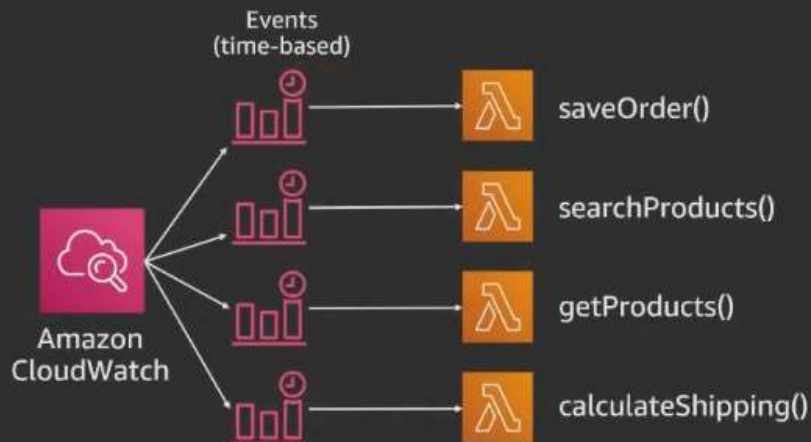 Events
(time-based)
saveOrder()
searchProducts()
getProducts()
Amazon
CloudWatch
calculateShipping()